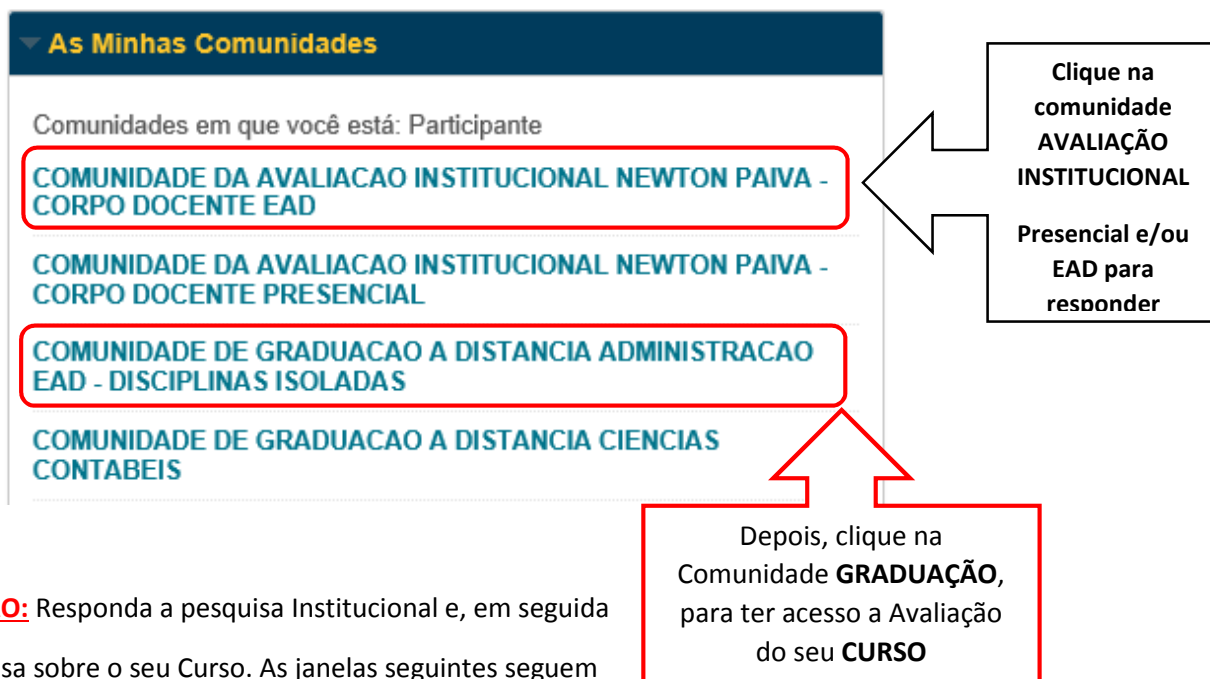 As Minhas Comunidades
Comunidades em que você está: Participante
COMUNIDADE DA AVALIACAO INSTITUCIONAL NEWTON PAIVA -
CORPO DOCENTE EAD
COMUNIDADE DA AVALIACAO INSTITUCIONAL NEWTON PAIVA -
CORPO DOCENTE PRESENCIAL
COMUNIDADE DE GRADUACAO A DISTANCIA ADMINISTRACAO
EAD - DISCIPLINAS ISOLADAS
COMUNIDADE DE GRADUACAO A DISTANCIA CIENCIAS
CONTABEIS
Clique na
comunidade
AVALIAÇÃO
INSTITUCIONAL
Presencial e/ou
EAD para
responder
Depois, clique na
Comunidade GRADUAÇÃO,
para ter acesso a Avaliação
do seu CURSO
O: Responda a pesquisa Institucional e, em seguida
sa sobre o seu Curso. As janelas seguintes seguem